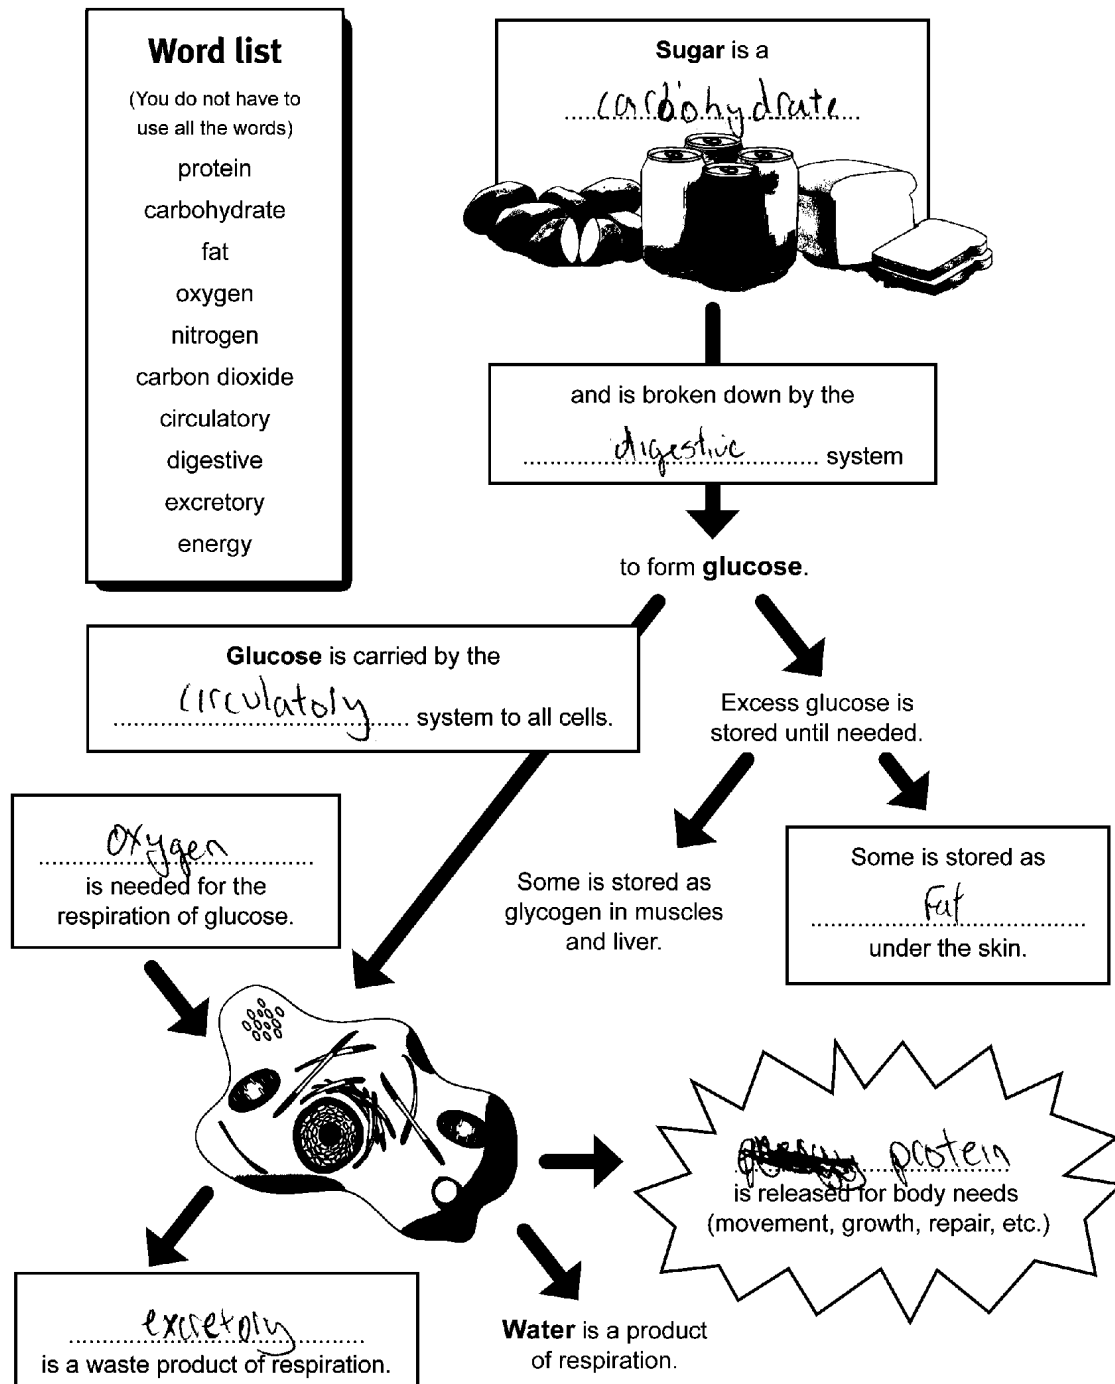 Word list
(You do not have to
use all the words)
protein
carbohydrate
fat
oxygen
nitrogen
carbon dioxide
circulatory
digestive
excretory
energy
Sugar is a
carbohydrate
and is broken down by the
digestive system
to form glucose.
Glucose is carried by the
circulatory system to all cells.
Excess glucose is
stored until needed.
oxygen
is needed for the
respiration of glucose.
Some is stored as
glycogen in muscles
and liver.
Some is stored as
Fat
under the skin.
protein
is released for body needs
(movement, growth, repair, etc.)
excretory
is a waste product of respiration.
Water is a product
of respiration.